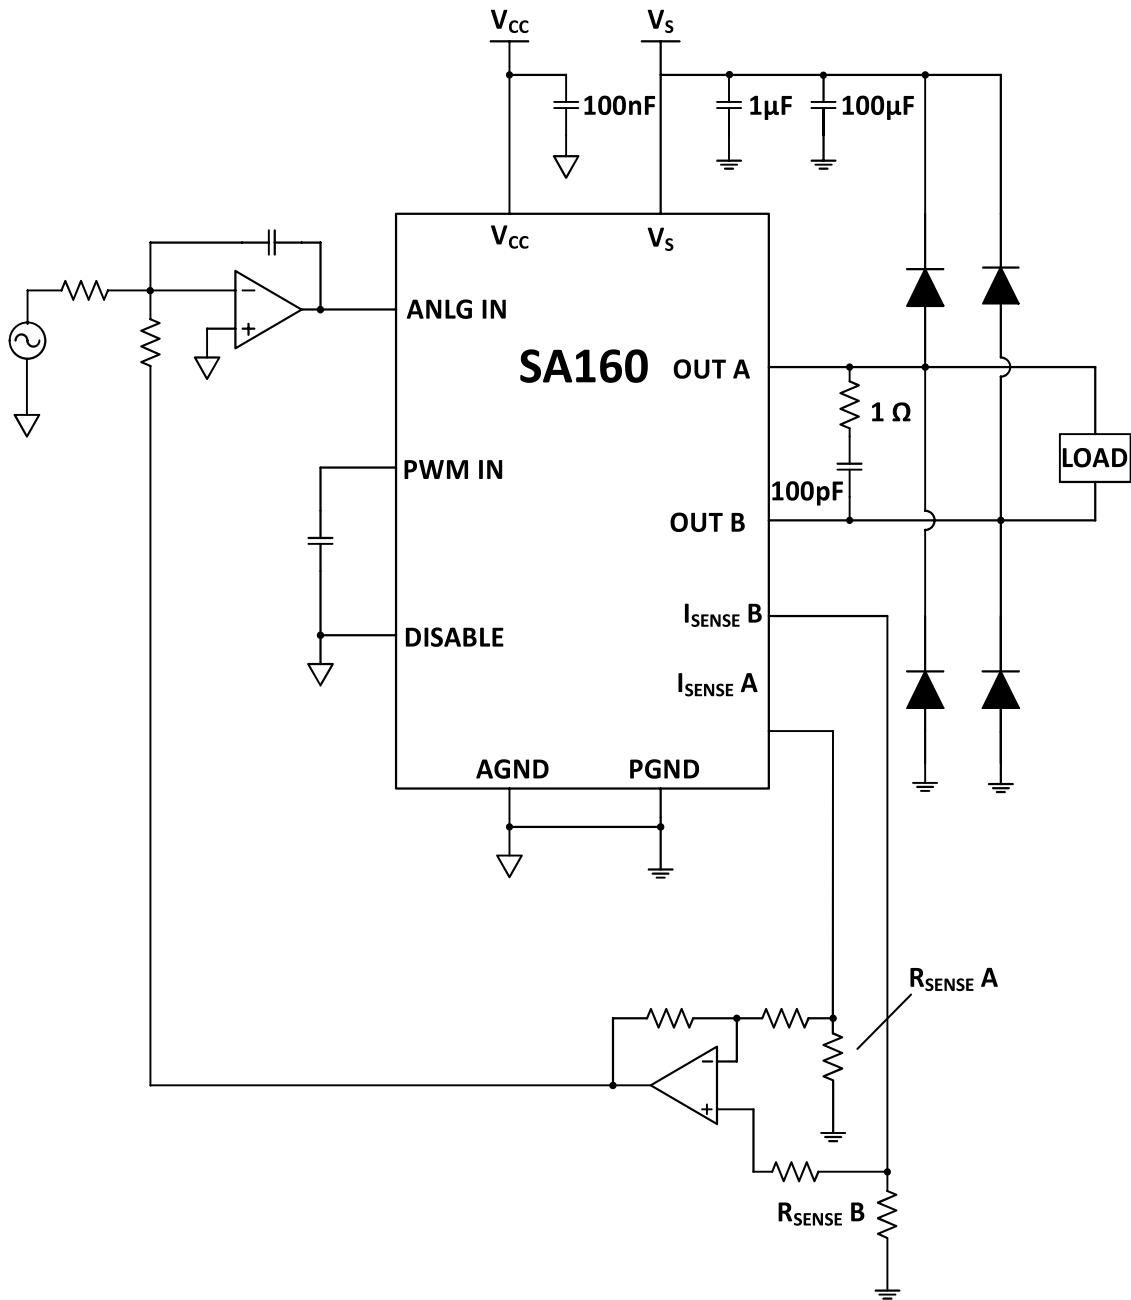 VCC
VS
100nF
1µF
100µF
VCC
VS
ANLG IN
SA160
OUT A
1 Ω
LOAD
PWM IN
100pF
OUT B
ISENSE B
DISABLE
ISENSE A
AGND
PGND
RSENSE A
RSENSE B